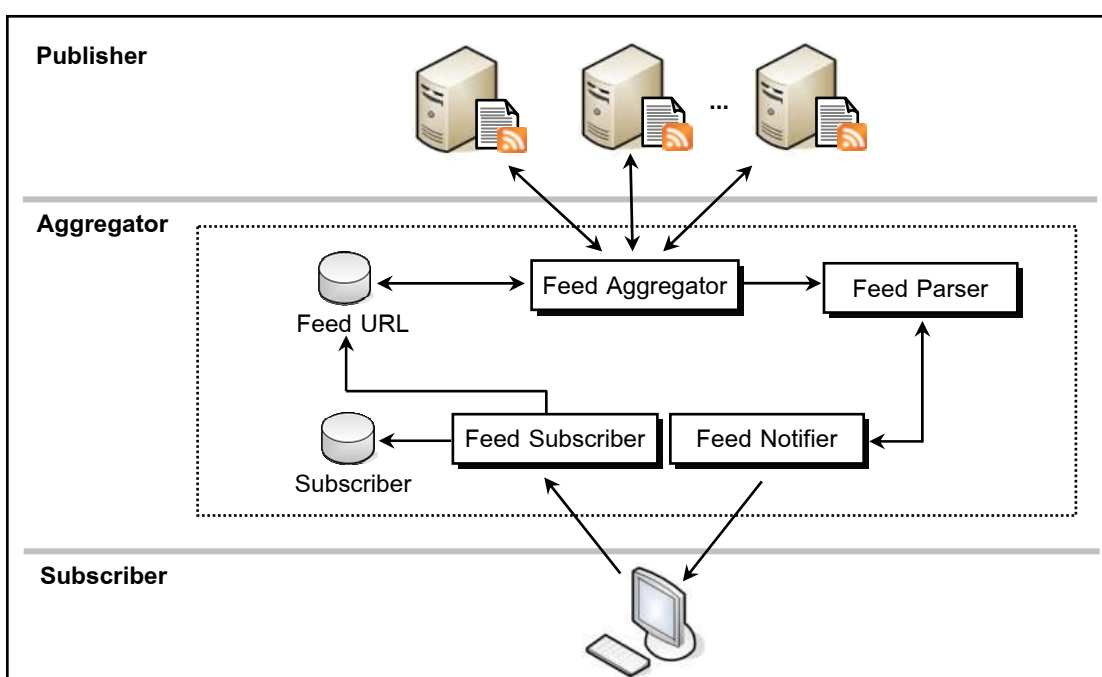 Publisher
...
Aggregator
Feed Aggregator
Feed Parser
Feed URL
Feed Subscriber
Feed Notifier
Subscriber
Subscriber